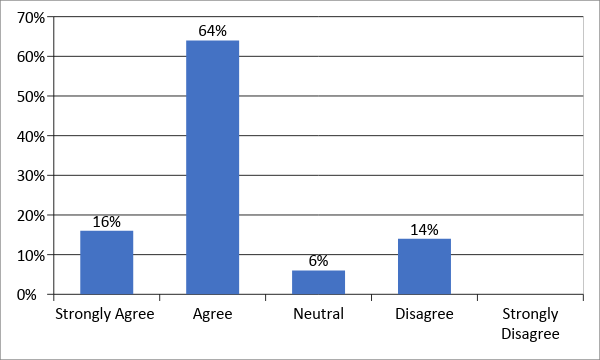 70%
60%
50%
40%
30%
20%
10%
0%
16%
64%
6%
14%
Strongly Agree
Agree
Neutral
Disagree
Strongly
Disagree